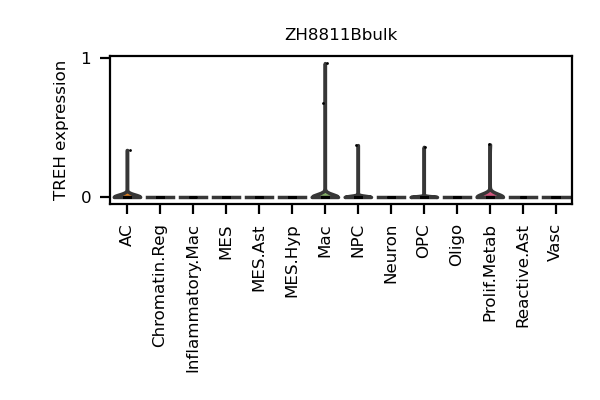 ZH8811Bbulk
TREH expression
1
0
AC
Chromatin.Reg
Inflammatory.Mac
MES
MES.Ast
MES.Hyp
Mac
NPC
Neuron
OPC
Oligo
Prolif.Metab
Reactive.Ast
Vasc